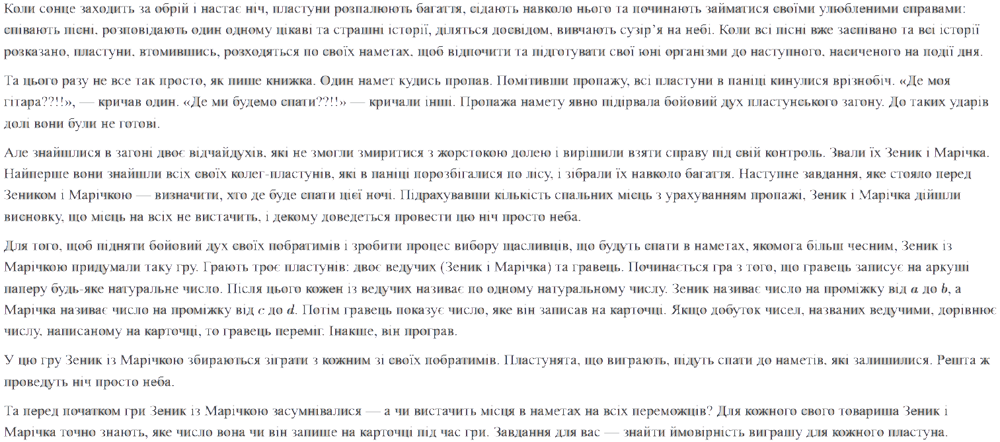 Коли сонце заходить за обрій і настає ніч, пластуни розпалюють багаття, сідають навколо нього та починають займатися своїми улюбленими справами:
співають пісні, розповідають один одному цікаві та страшні історії, діляться досвідом, вивчають сузір’я на небі. Коли всі пісні вже заспівано та всі історії
розказано, пластуни, втомившись, розходяться по своїх наметах, щоб відпочити та підготувати свої юні організми до наступного, насиченого на події дня.
Та цього разу не все так просто, як пише книжка. Один намет кудись пропав. Помітивши пропажу, всі пластуни в паніці кинулися врізнобіч. «Де моя
гітара??!!», — кричав один. «Де ми будемо спати??!!» — кричали інші. Пропажа намету явно підірвала бойовий дух пластунського загону. До таких ударів
долі вони були не готові.
Але знайшлися в загоні двоє відчайдухів, які не змогли змиритися з жорстокою долею і вирішили взяти справу під свій контроль. Звали їх Зеник і Марічка.
Найперше вони знайшли всіх своїх колег-пластунів, які в паніці порозбігалися по лісу, і зібрали їх навколо багаття. Наступне завдання, яке стояло перед
Зеником і Марічкою — визначити, хто де буде спати цієї ночі. Підрахувавши кількість спальних місць з урахуванням пропажі, Зеник і Марічка дійшли
висновку, що місць на всіх не вистачить, і декому доведеться провести цю ніч просто неба.
Для того, щоб підняти бойовий дух своїх побратимів і зробити процес вибору щасливців, що будуть спати в наметах, якомога більш чесним, Зеник із
Марічкою придумали таку гру. Грають троє пластунів: двоє ведучих (Зеник і Марічка) та гравець. Починається гра з того, що гравець записує на аркуші
паперу будь-яке натуральне число. Після цього кожен із ведучих називає по одному натуральному числу. Зеник називає число на проміжку від a до b, а
Марічка називає число на проміжку від c до d. Потім гравець показує число, яке він записав на карточці. Якщо добуток чисел, названих ведучими, дорівнює
числу, написаному на карточці, то гравець переміг. Інакше, він програв.
У цю гру Зеник із Марічкою збираються зіграти з кожним зі своїх побратимів. Пластунята, що виграють, підуть спати до наметів, які залишилися. Решта ж
проведуть ніч просто неба.
Та перед початком гри Зеник із Марічкою засумнівалися — а чи вистачить місця в наметах на всіх переможців? Для кожного свого товариша Зеник і
Марічка точно знають, яке число вона чи він запише на карточці під час гри. Завдання для вас — знайти ймовірність виграшу для кожного пластуна.